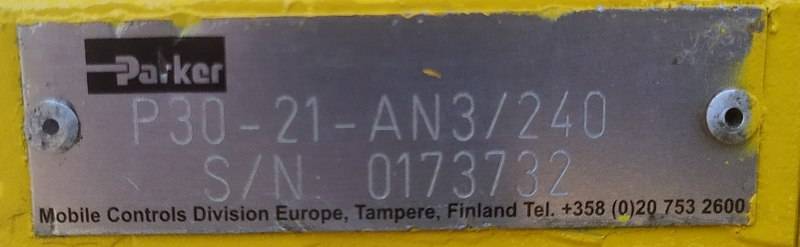 Parker
P30-21-AN3/240
S/N: 0173732
Mobile Controls Division Europe, Tampere, Finland Tel. +358 (0)20 753 2600